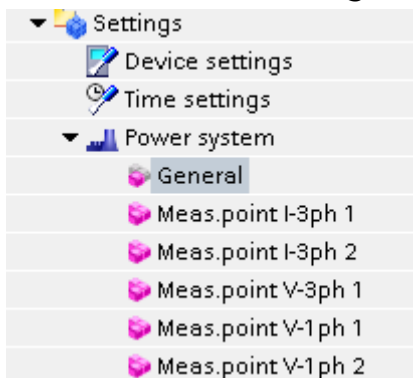 Settings
Device settings
Time settings
Power system
General
Meas.point I-3ph 1
Meas.point I-3ph 2
Meas.point V-3ph 1
Meas.point V-1ph 1
Meas.point V-1ph 2